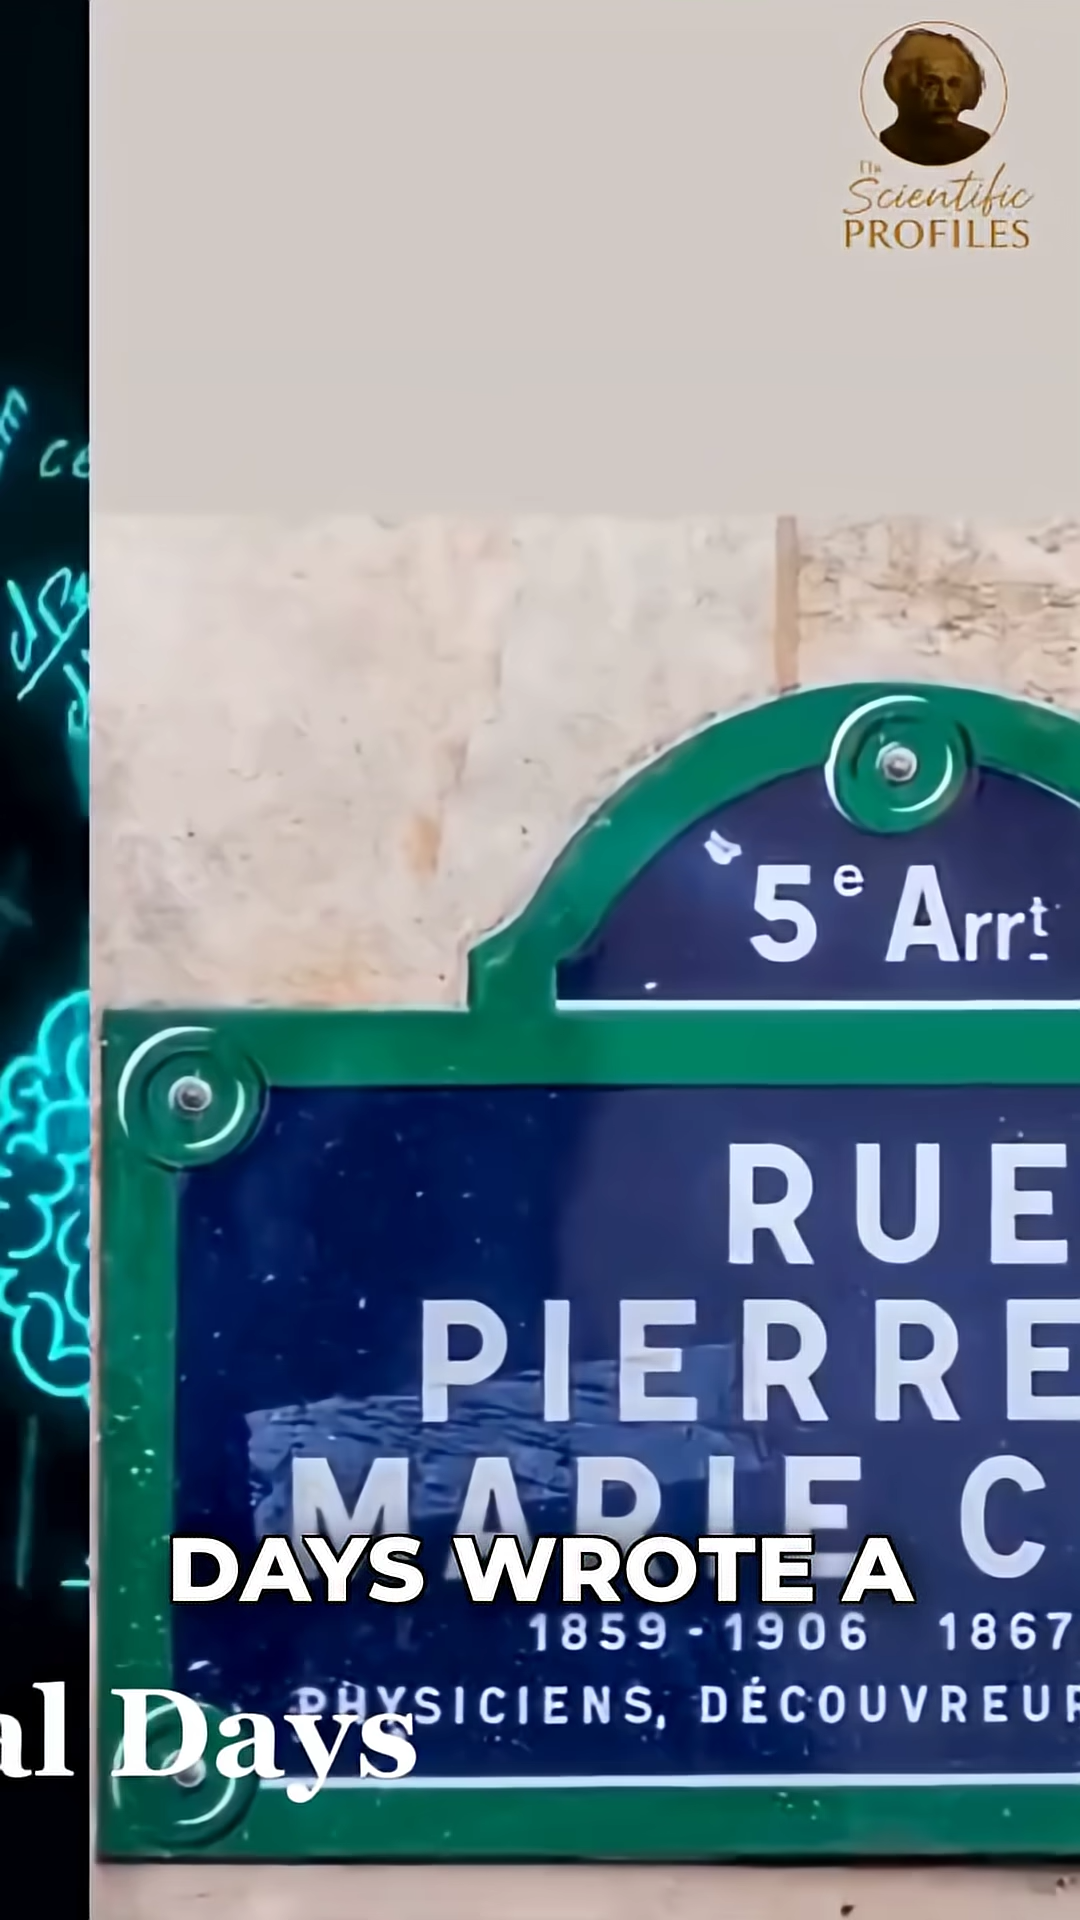 The
Scientific
PROFILES
5e Arrt
RUE
PIERRE
MARIE C
DAYS WROTE A
1859-1906 1867
PHYSICIENS, DÉCOUVREUR
al Days